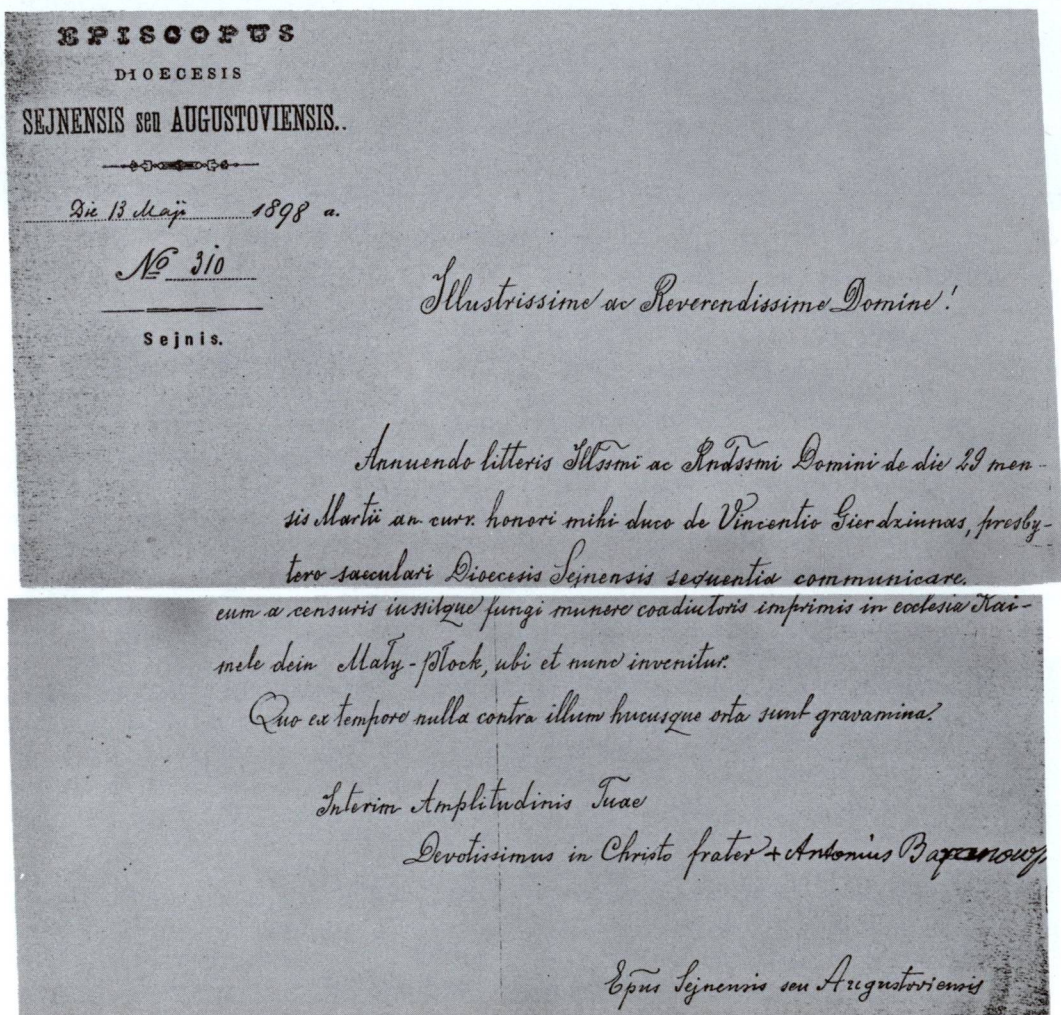 EPISCOPUS
DIOECESIS
SEJNENSIS seu AUGUSTOVIENSIS..
Die 13 Maji 1898 a.
No 310
Sejnis.
Illustrissime ac Reverendissime Domine!
Annuendo litteris Illssmi ac Rndssmi Domini de die 29 men-
sis Martii an curr. honori mihi duco de Vincentio Gierdziunas, presby-
tero saeculari Dioecesis Sejnensis sequentia communicare.
eum a censuris iussitque fungi munere coadiutoris imprimis in ecclesia Kai-
mele dein Mały-Płock, ubi et nunc invenitur.
Quo ex tempore nulla contra illum hucusque orta sunt gravamina.
Interim Amplitudinis Tuae
Devotissimus in Christo frater + Antonius
Epus Sejnensis seu Augustoviensis